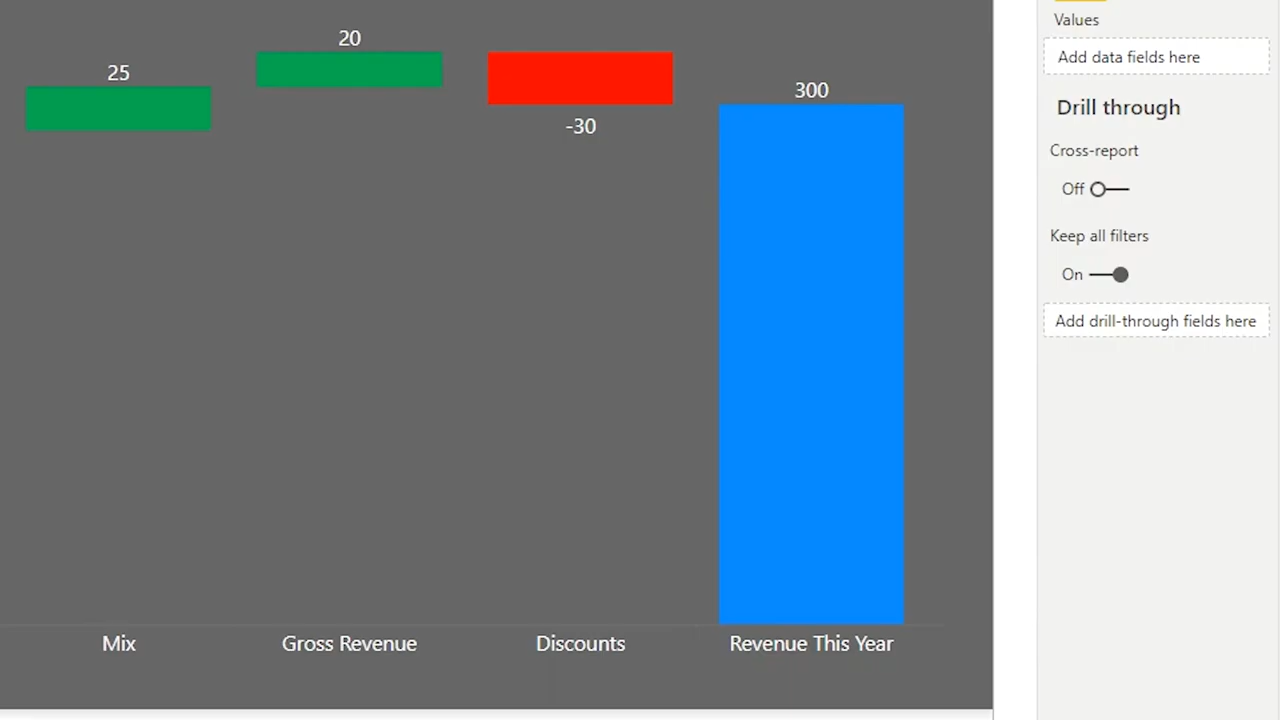 25
20
-30
300
Mix
Gross Revenue
Discounts
Revenue This Year
Values
Add data fields here
Drill through
Cross-report
Off
Keep all filters
On
Add drill-through fields here